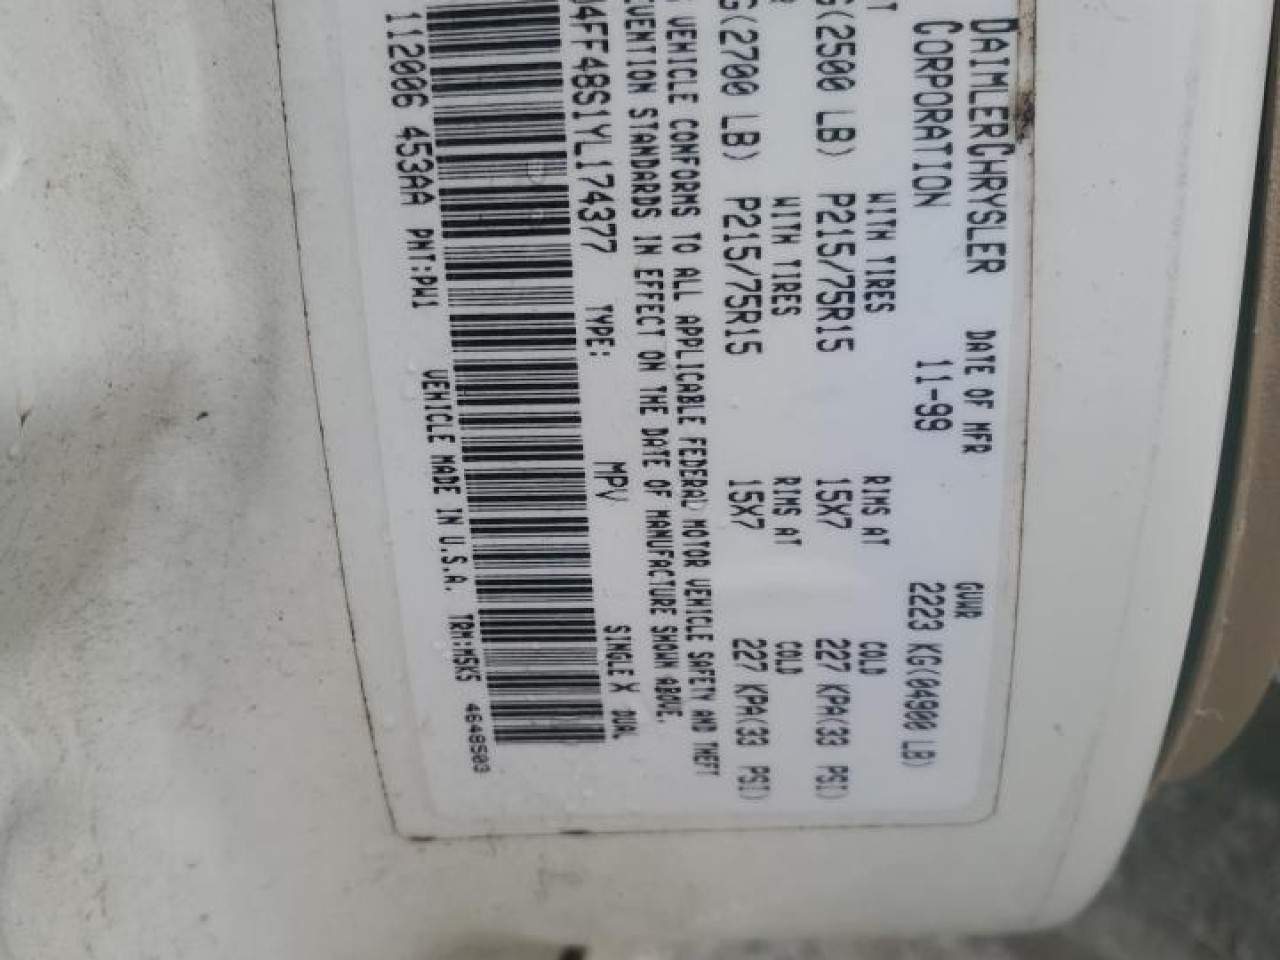 DAIMLERCHRYSLER DATE OF MFR GVWR
CORPORATION 11-99 2223 KG(04900 LB)
WITH TIRES RIMS AT COLD
(2500 LB) P215/75R15 15X7 227 KPA(33 PSI)
WITH TIRES RIMS AT COLD
(2700 LB) P215/75R15 15X7 227 KPA(33 PSI)
VEHICLE CONFORMS TO ALL APPLICABLE FEDERAL MOTOR VEHICLE SAFETY AND THEFT
STANDARDS IN EFFECT ON THE DATE OF MANUFACTURE SHOWN ABOVE.
4FF48S1YL174377 TYPE: MPV SINGLE X DUAL
112006 453AA PNT:PW1 VEHICLE MADE IN U.S.A. TRM:M5K5 4648503